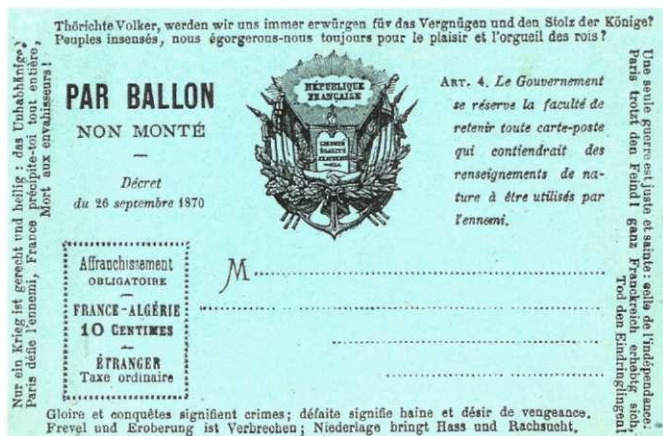 Thörichte Volker, werden wir uns immer erwürgen für das Vergnügen und den Stolz der Könige?
Peuples insensés, nous égorgerons-nous toujours pour le plaisir et l'orgueil des rois?
Nur ein Krieg ist gerecht und heilig: das Unhabhänige,
Paris défie l'ennemi, France précipite-toi tout entière,
Mort aux envahisseurs!
PAR BALLON
NON MONTÉ
Décret
du 26 septembre 1870
RÉPUBLIQUE
FRANÇAISE
LIBERTÉ
ÉGALITÉ
FRATERNITÉ
ART. 4. Le Gouvernement
se réserve la faculté de
retenir toute carte-poste
qui contiendrait des
renseignements de na-
ture à être utilisés par
l'ennemi.
Affranchissement
OBLIGATOIRE
FRANCE-ALGÉRIE
10 CENTIMES
ÉTRANGER
Taxe ordinaire
M
Une seule guerre est juste et sainte: celle de l'indépendance.
Paris trotzt den Feind! ganz Franckreich erhebtg sich,
Tod den Eindringlingen!
Gloire et conquêtes signifient crimes; défaite signifie haine et désir de vengeance.
Frevel und Eroberung ist Verbrechen; Niederlage bringt Hass und Rachsucht.